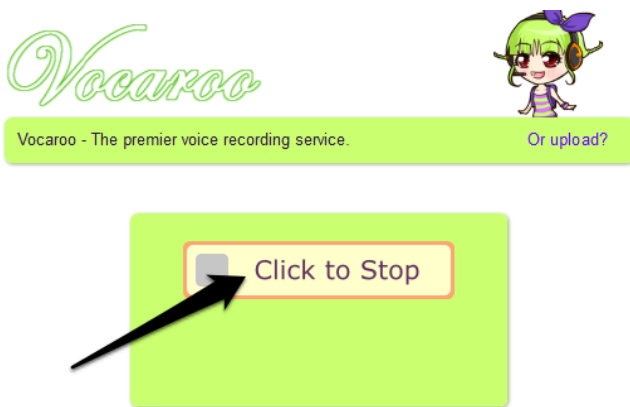 Vocaroo
Vocaroo - The premier voice recording service. Or upload?
Click to Stop